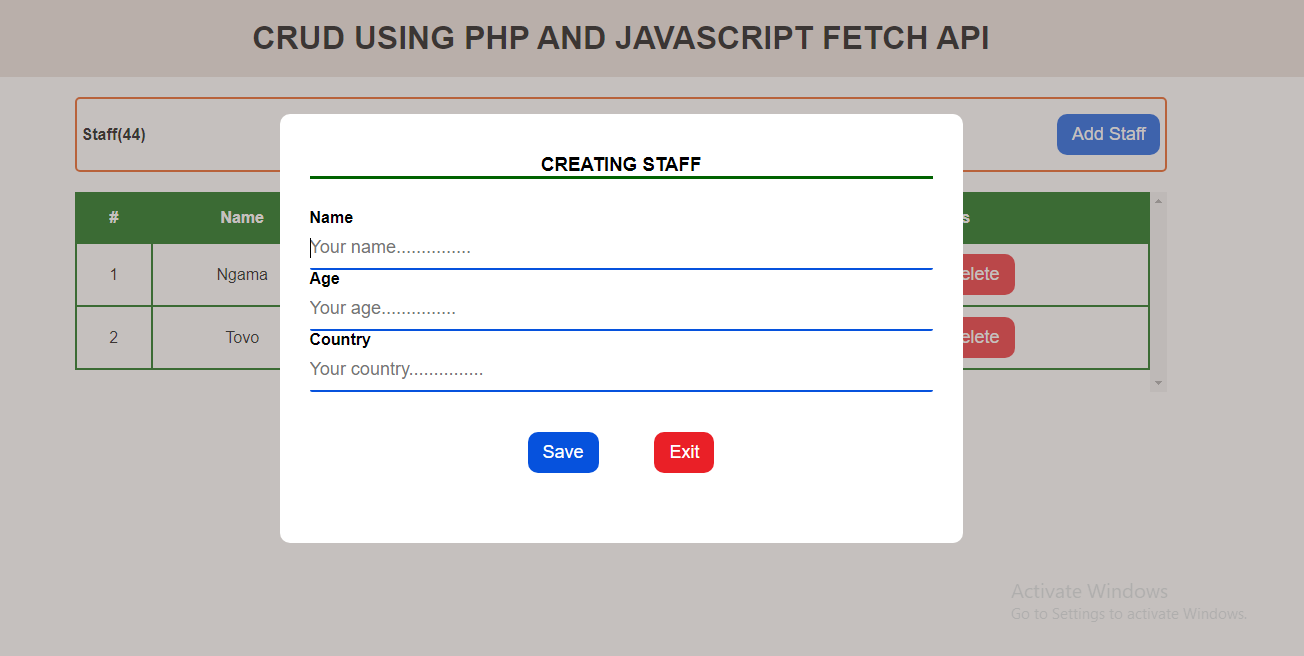 CRUD USING PHP AND JAVASCRIPT FETCH API
Staff(44)
Add Staff
CREATING STAFF
# Name s
Name
Your name...............
1 Ngama elete
Age
Your age...............
2 Tovo elete
Country
Your country...............
Save Exit
Activate Windows
Go to Settings to activate Windows.